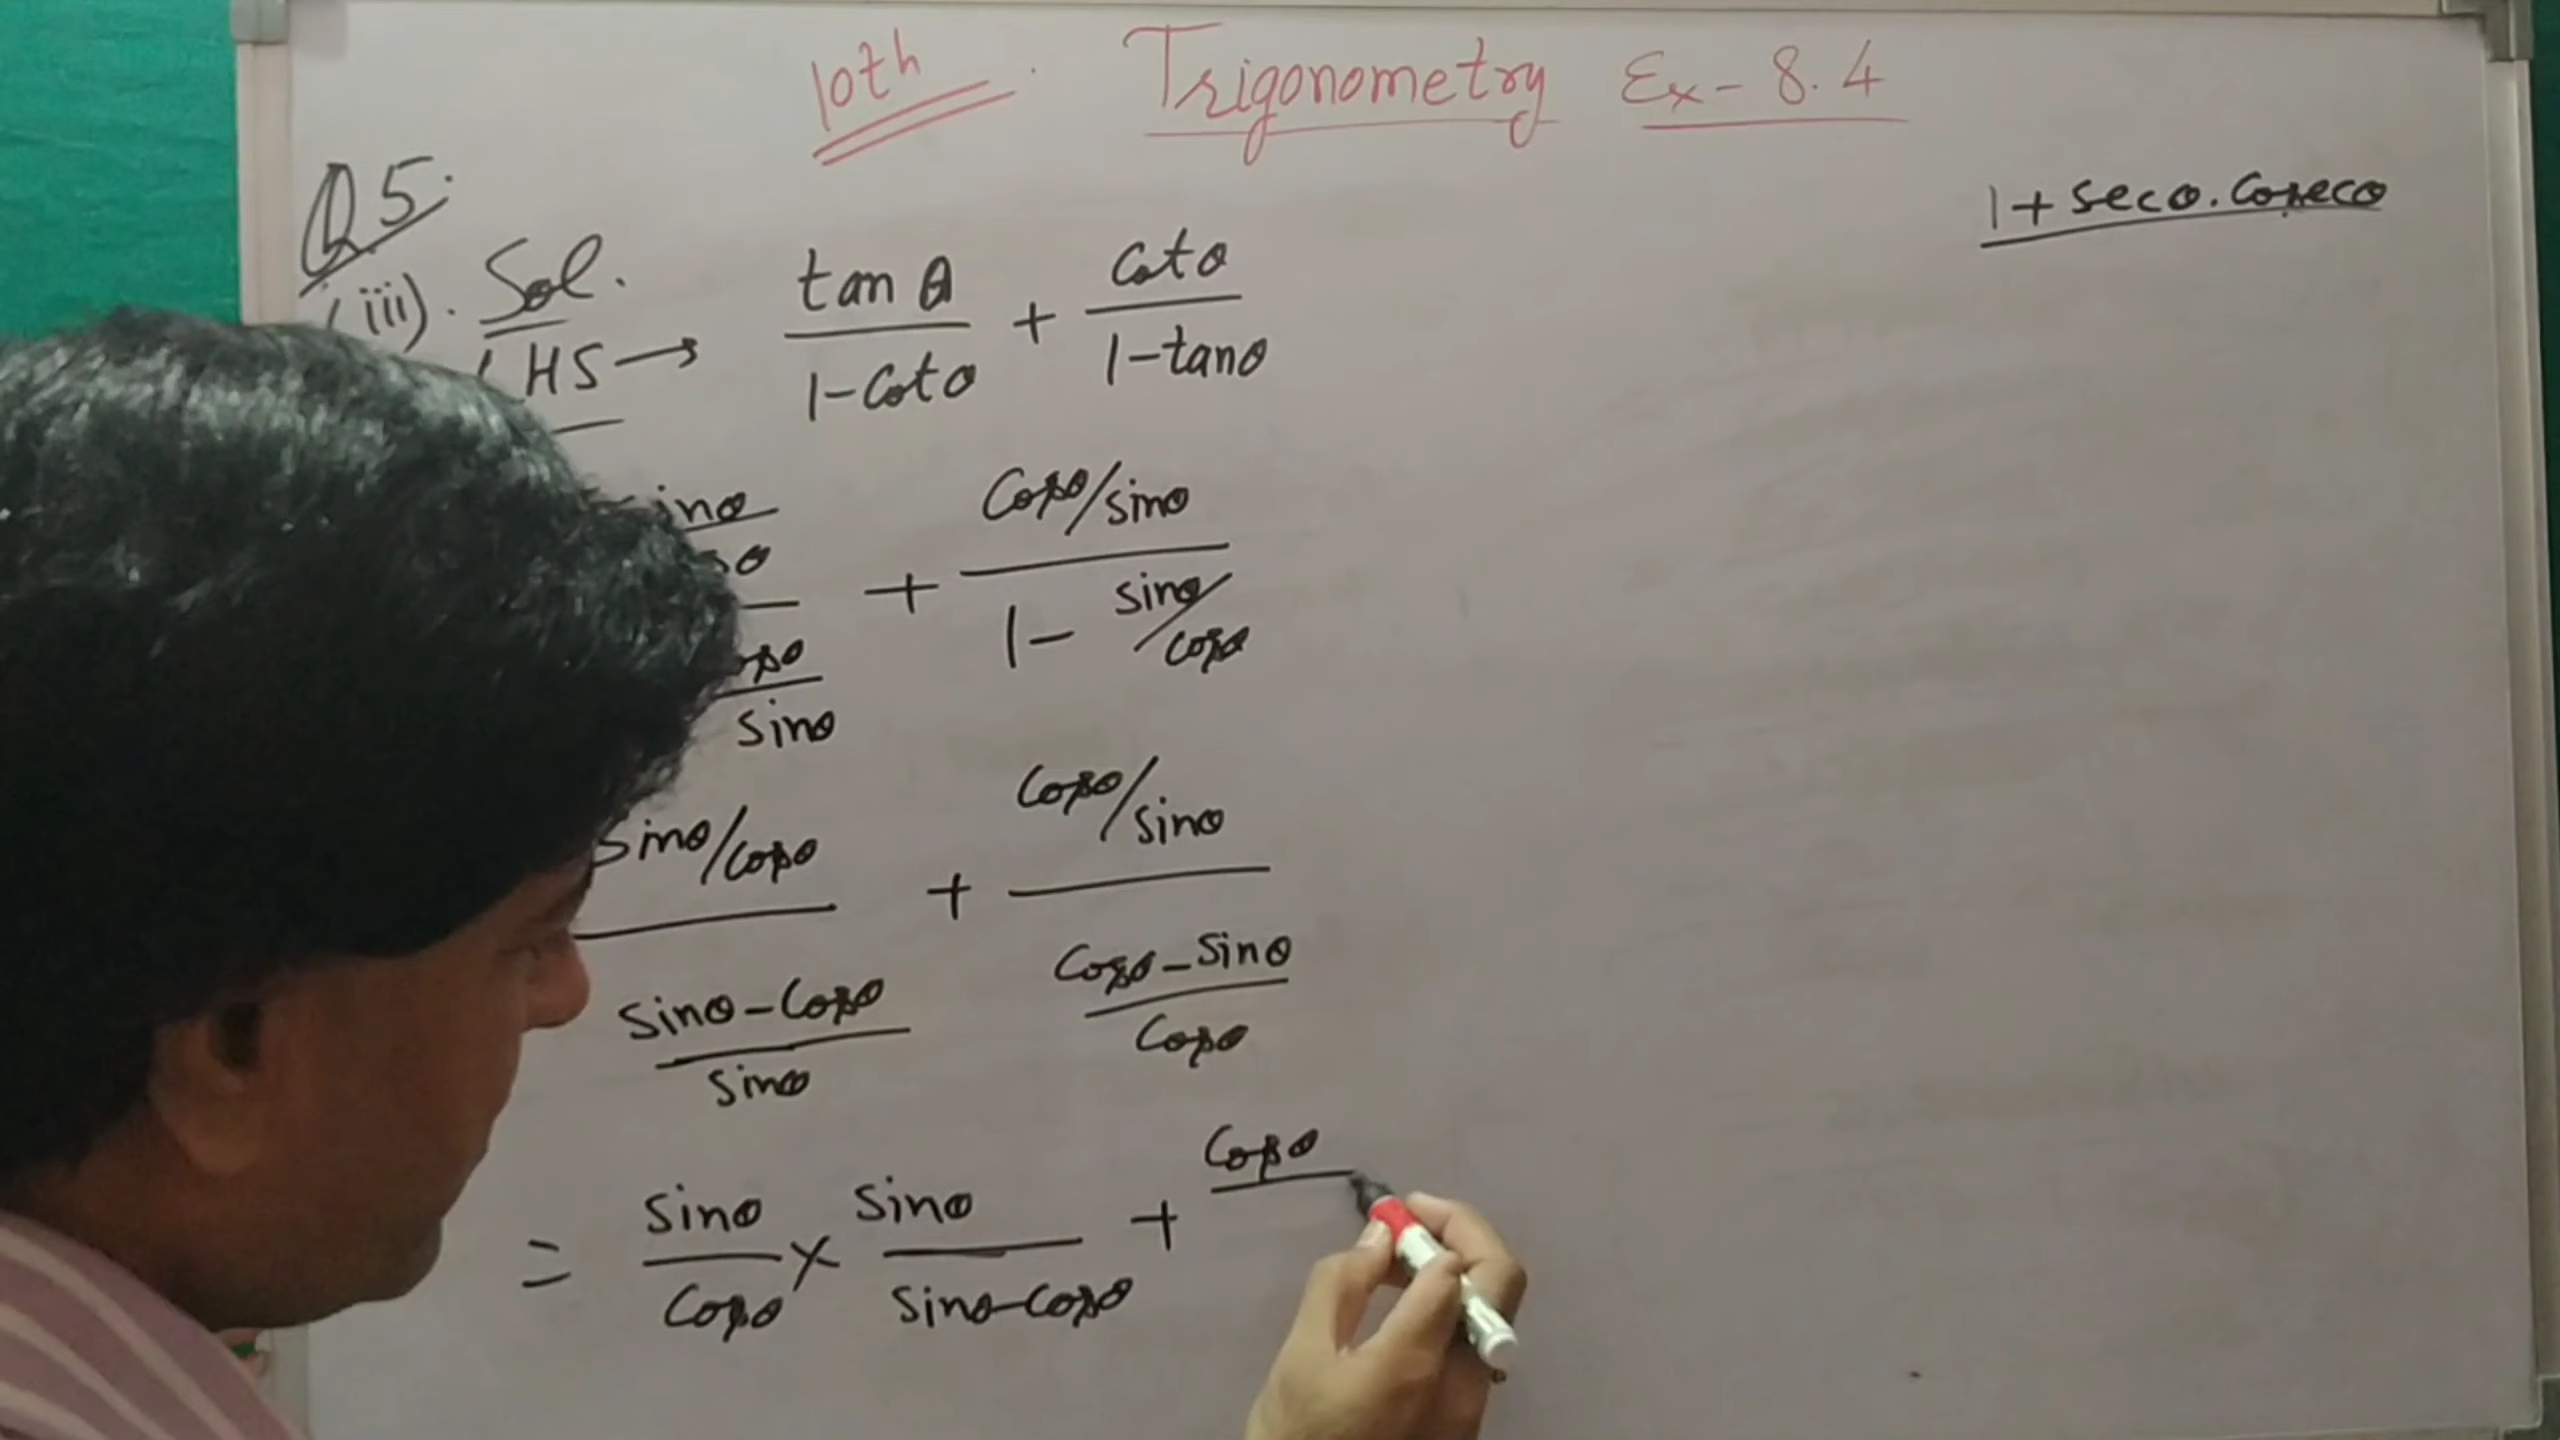 10th. Trigonometry Ex-8.4
Q5.
1+secθ.cosecθ
(iii). Sol.
LHS → tanθ/1-cotθ + cotθ/1-tanθ
cosθ/sinθ
+ 1- sinθ/cosθ
sinθ
sinθ/cosθ + cosθ/sinθ
sinθ-cosθ/sinθ cosθ-sinθ/cosθ
= sinθ/cosθ × sinθ/sinθ-cosθ + cosθ